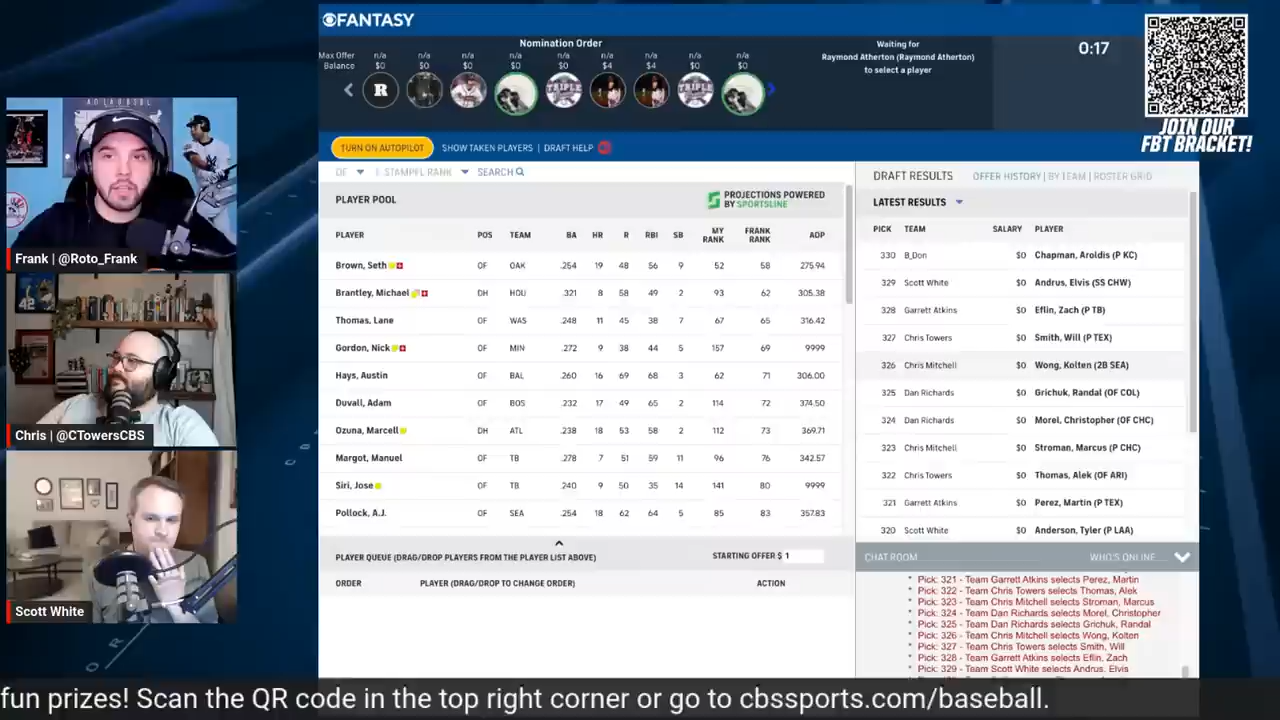 FANTASY
Nomination Order
Max Offer n/a n/a n/a n/a n/a n/a n/a n/a n/a
Balance $0 $0 $0 $0 $0 $4 $4 $0 $0
R
TRIPLE
TRIPLE
Waiting for
Raymond Atherton (Raymond Atherton)
to select a player
0:17
JOIN OUR
FBT BRACKET!
TURN ON AUTOPILOT SHOW TAKEN PLAYERS | DRAFT HELP
OF STAMPFL RANK SEARCH
PLAYER POOL
PROJECTIONS POWERED
BY SPORTSLINE
PLAYER POS TEAM BA HR R RBI SB MY RANK FRANK RANK ADP
Brown, Seth OF OAK .254 19 48 56 9 52 58 275.94
Brantley, Michael DH HOU .321 8 58 49 2 93 62 305.38
Thomas, Lane OF WAS .248 11 45 38 7 67 65 316.42
Gordon, Nick OF MIN .272 9 38 44 5 157 69 9999
Hays, Austin OF BAL .260 16 69 68 3 62 71 306.00
Duvall, Adam OF BOS .232 17 49 65 2 114 72 374.50
Ozuna, Marcell DH ATL .238 18 53 58 2 112 73 369.71
Margot, Manuel OF TB .278 7 51 59 11 96 76 342.57
Siri, Jose OF TB .240 9 50 35 14 141 80 9999
Pollock, A.J. OF SEA .254 18 62 64 5 85 83 357.83
PLAYER QUEUE (DRAG/DROP PLAYERS FROM THE PLAYER LIST ABOVE) STARTING OFFER $ 1
ORDER PLAYER (DRAG/DROP TO CHANGE ORDER) ACTION
DRAFT RESULTS OFFER HISTORY | BY TEAM | ROSTER GRID
LATEST RESULTS
PICK TEAM SALARY PLAYER
330 B_Don $0 Chapman, Aroldis (P KC)
329 Scott White $0 Andrus, Elvis (SS CHW)
328 Garrett Atkins $0 Eflin, Zach (P TB)
327 Chris Towers $0 Smith, Will (P TEX)
326 Chris Mitchell $0 Wong, Kolten (2B SEA)
325 Dan Richards $0 Grichuk, Randal (OF COL)
324 Dan Richards $0 Morel, Christopher (OF CHC)
323 Chris Mitchell $0 Stroman, Marcus (P CHC)
322 Chris Towers $0 Thomas, Alek (OF ARI)
321 Garrett Atkins $0 Perez, Martin (P TEX)
320 Scott White $0 Anderson, Tyler (P LAA)
CHAT ROOM WHO'S ONLINE
* Pick: 321 - Team Garrett Atkins selects Perez, Martin
* Pick: 322 - Team Chris Towers selects Thomas, Alek
* Pick: 323 - Team Chris Mitchell selects Stroman, Marcus
* Pick: 324 - Team Dan Richards selects Morel, Christopher
* Pick: 325 - Team Dan Richards selects Grichuk, Randal
* Pick: 326 - Team Chris Mitchell selects Wong, Kolten
* Pick: 327 - Team Chris Towers selects Smith, Will
* Pick: 328 - Team Garrett Atkins selects Eflin, Zach
* Pick: 329 - Team Scott White selects Andrus, Elvis
Frank | @Roto_Frank
42
Chris | @CTowersCBS
Scott White
fun prizes! Scan the QR code in the top right corner or go to cbssports.com/baseball.